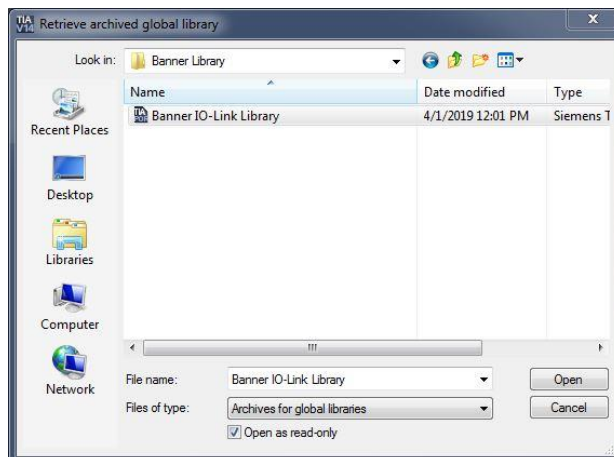 TIA V14 Retrieve archived global library X
Look in: Banner Library
Name Date modified Type
Banner IO-Link Library 4/1/2019 12:01 PM Siemens T
Recent Places
Desktop
Libraries
Computer
Network
File name: Banner IO-Link Library Open
Files of type: Archives for global libraries Cancel
Open as read-only